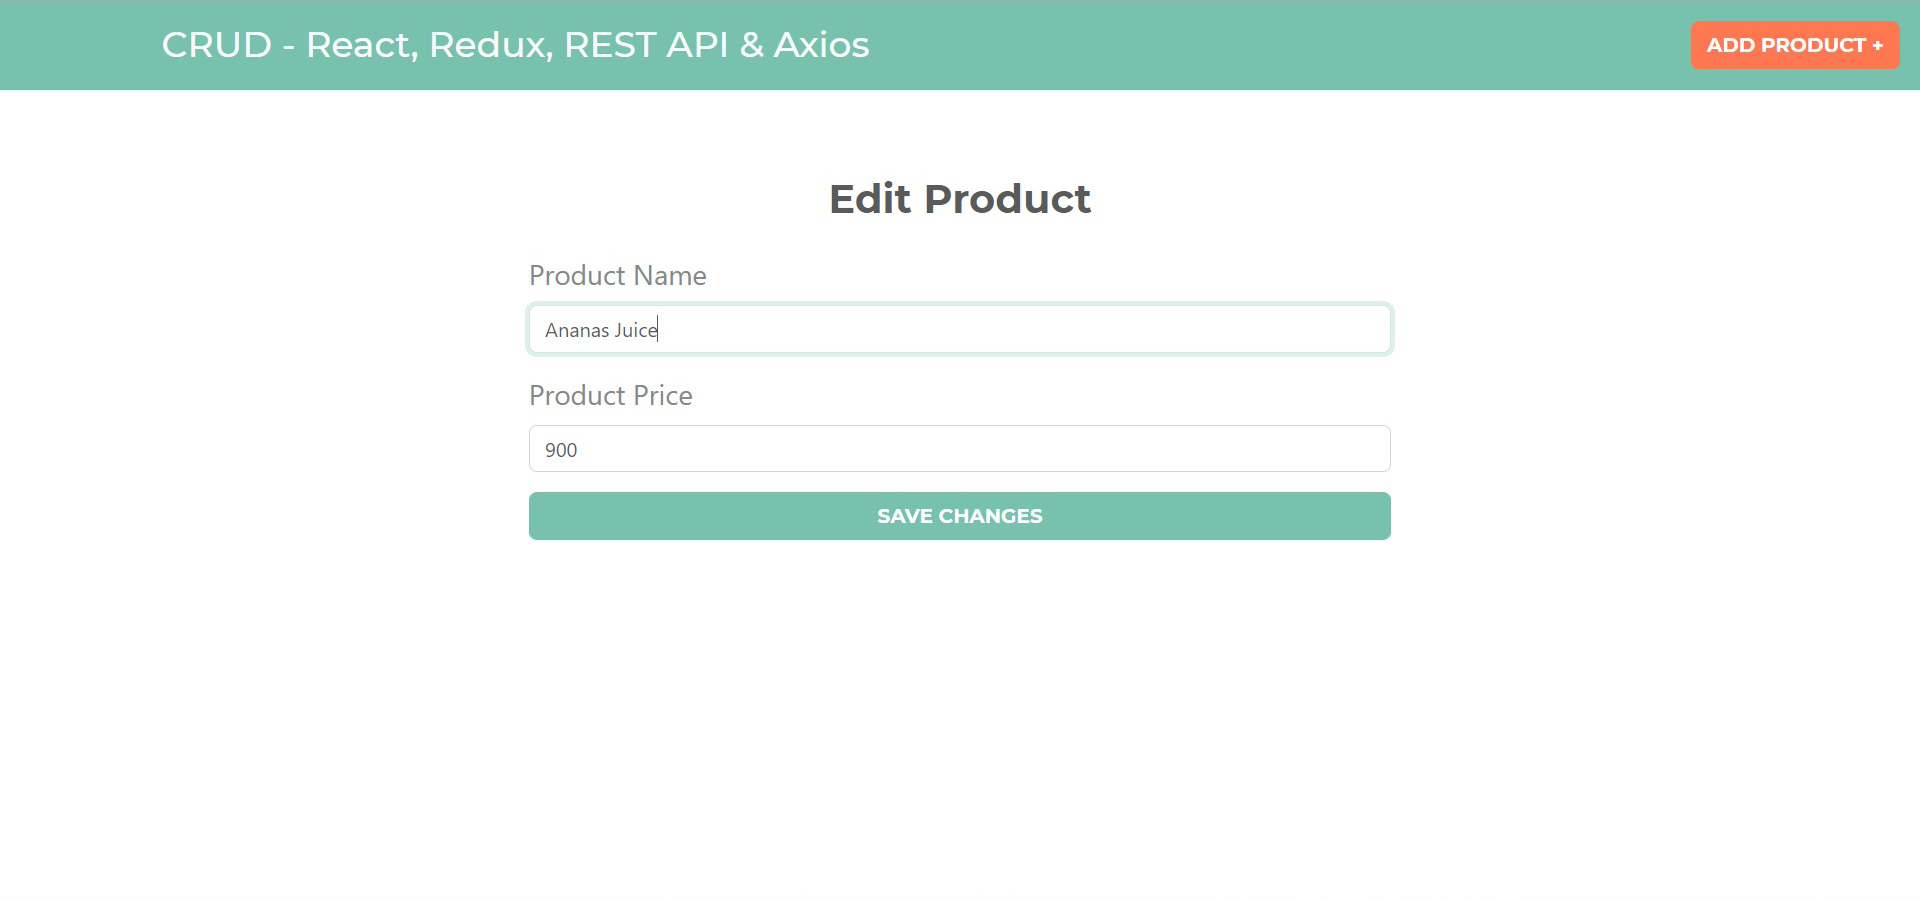 CRUD - React, Redux, REST API & Axios
ADD PRODUCT +
Edit Product
Product Name
Ananas Juice
Product Price
900
SAVE CHANGES